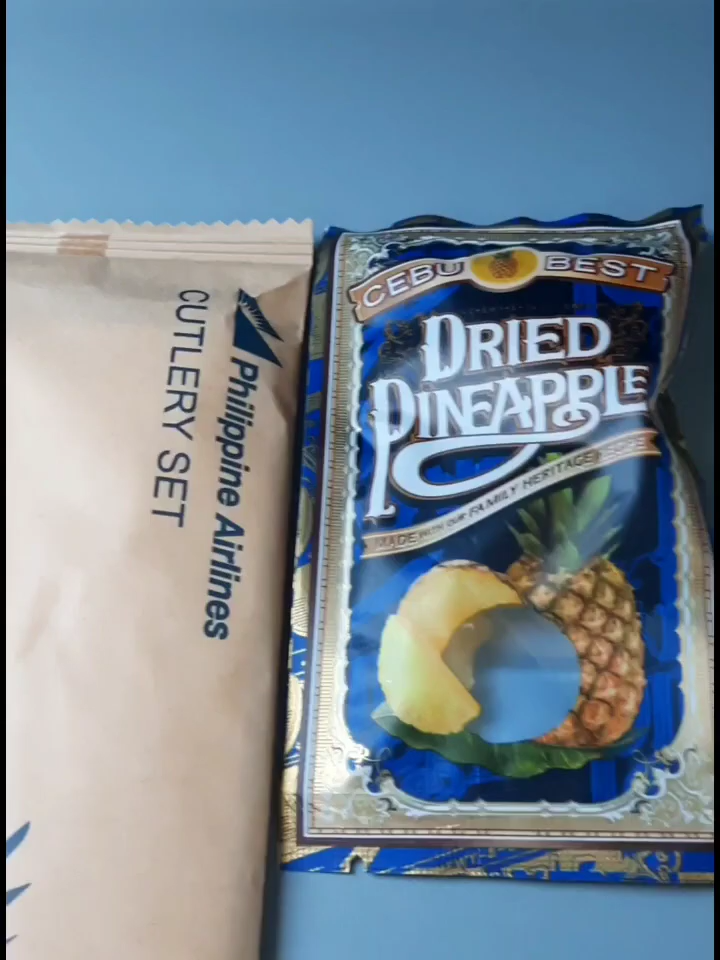 Philippine Airlines
CUTLERY SET
CEBU BEST
DRIED
PINEAPPLE
MADE WITH OUR FAMILY HERITAGE RECIPE